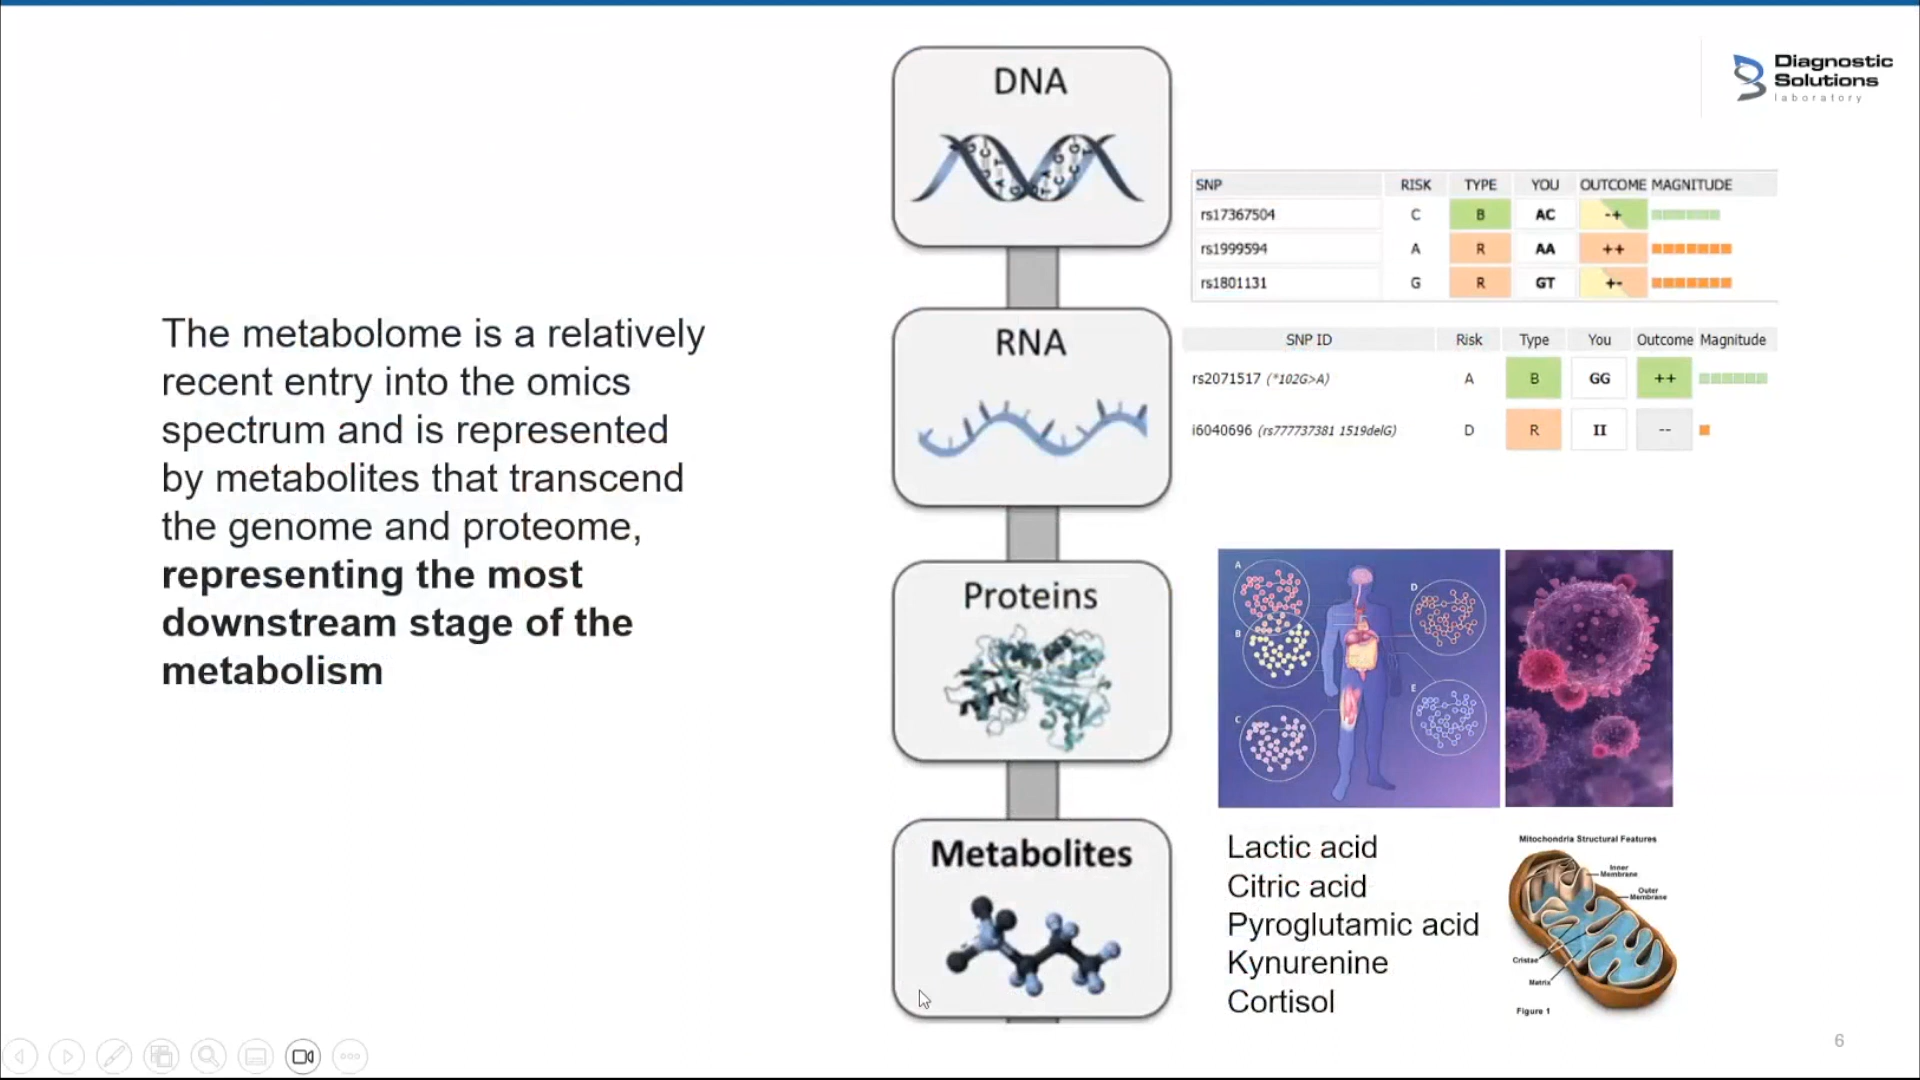 Diagnostic
Solutions
laboratory
The metabolome is a relatively
recent entry into the omics
spectrum and is represented
by metabolites that transcend
the genome and proteome,
representing the most
downstream stage of the
metabolism
DNA
RNA
Proteins
Metabolites
SNP RISK TYPE YOU OUTCOME MAGNITUDE
rs17367504 C B AC -+
rs1999594 A R AA ++
rs1801131 G R GT +-
SNP ID Risk Type You Outcome Magnitude
rs2071517 (*102G>A) A B GG ++
i6040696 (rs777737381 1519delG) D R II --
A
B
C
D
E
Lactic acid
Citric acid
Pyroglutamic acid
Kynurenine
Cortisol
Mitochondria Structural Features
Inner
Membrane
Outer
Membrane
Cristae
Matrix
Figure 1
6